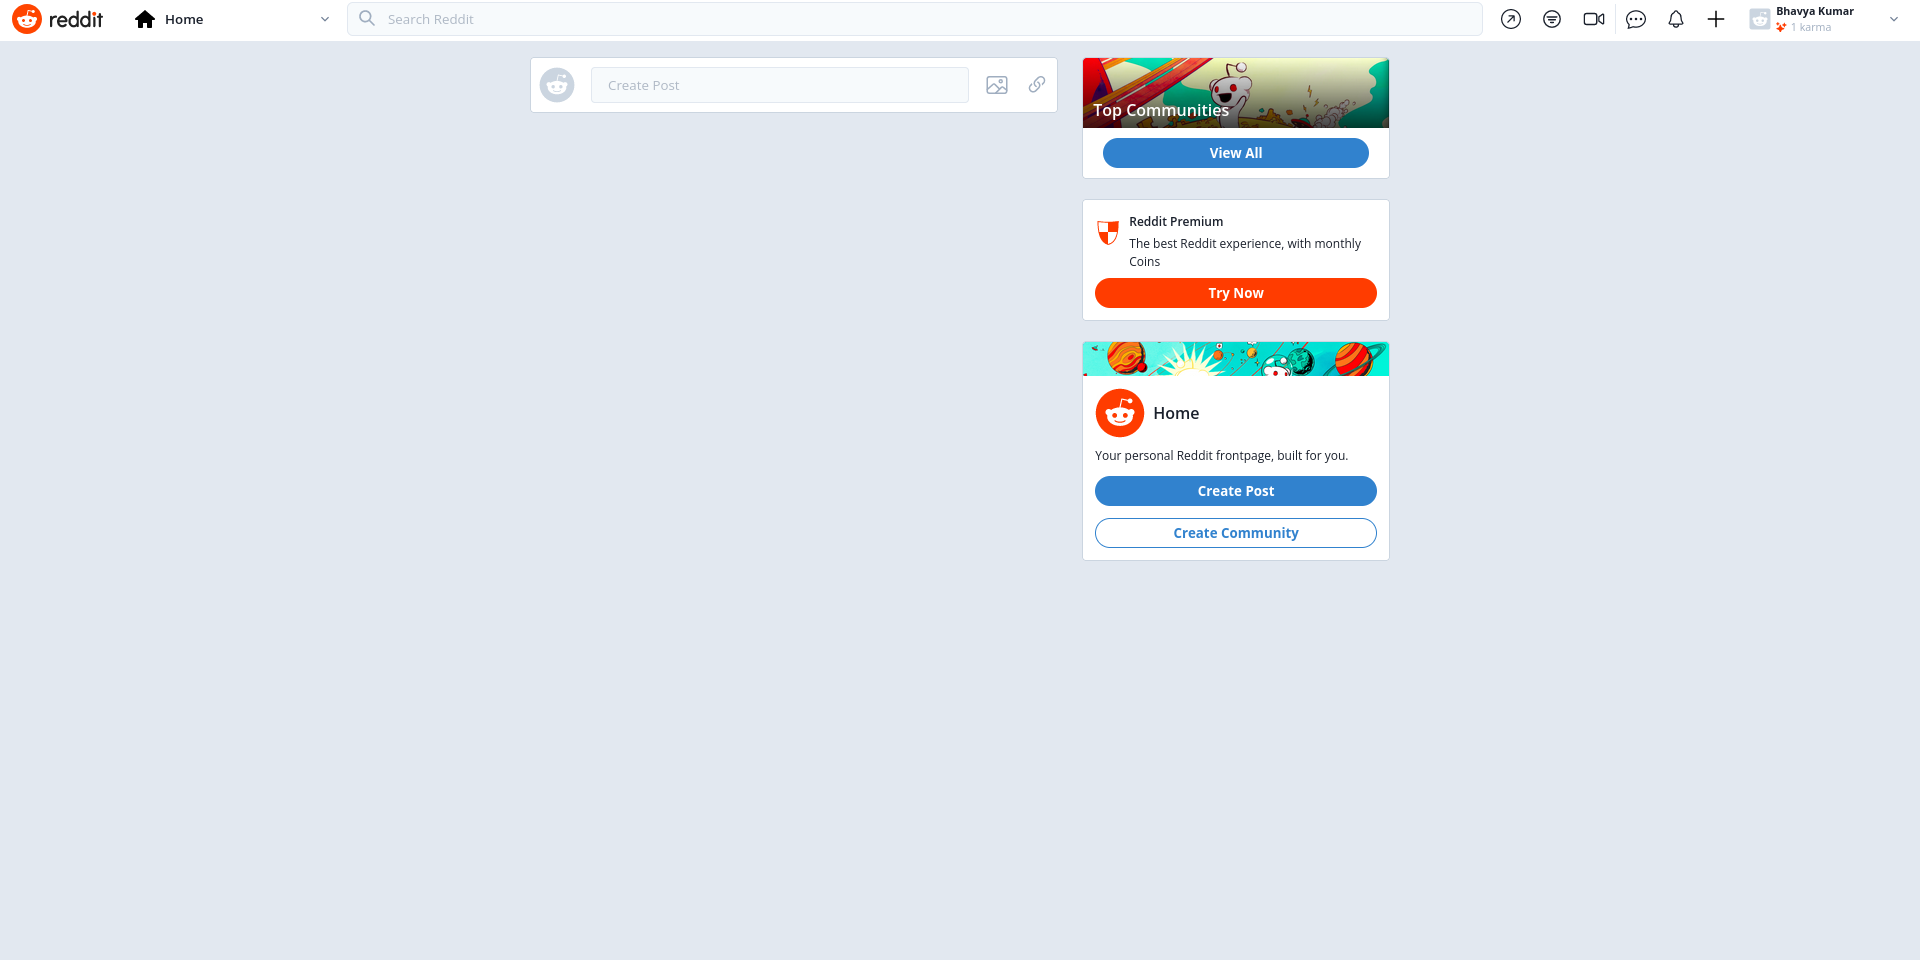 reddit
Home
Search Reddit
Bhavya Kumar
1 karma
Create Post
Top Communities
View All
Reddit Premium
The best Reddit experience, with monthly
Coins
Try Now
Home
Your personal Reddit frontpage, built for you.
Create Post
Create Community